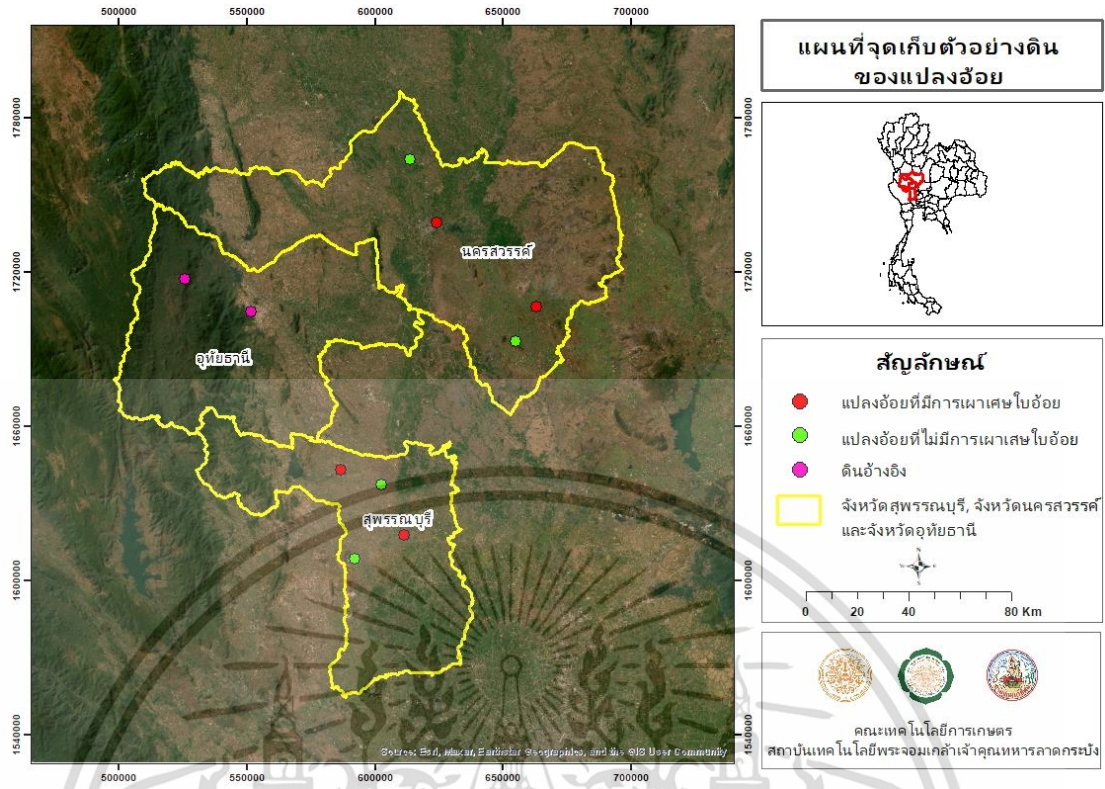 500000 550000 600000 650000 700000
แผนที่จุดเก็บตัวอย่างดิน
ของแปลงอ้อย
1780000
1720000
1660000
1600000
1540000
1780000
1720000
1660000
1600000
1540000
นครสวรรค์
อุทัยธานี
สุพรรณบุรี
Source: Esri, Maxar, Earthstar Geographics, and the GIS User Community
500000 550000 600000 650000 700000
สัญลักษณ์
แปลงอ้อยที่มีการเผาเศษใบอ้อย
แปลงอ้อยที่ไม่มีการเผาเสษใบอ้อย
ดินอ้างอิง
จังหวัดสุพรรณบุรี, จังหวัดนครสวรรค์
และจังหวัดอุทัยธานี
0 20 40 80 Km
คณะเทคโนโลยีการเกษตร
สถาบันเทคโนโลยีพระจอมเกล้าเจ้าคุณทหารลาดกระบัง